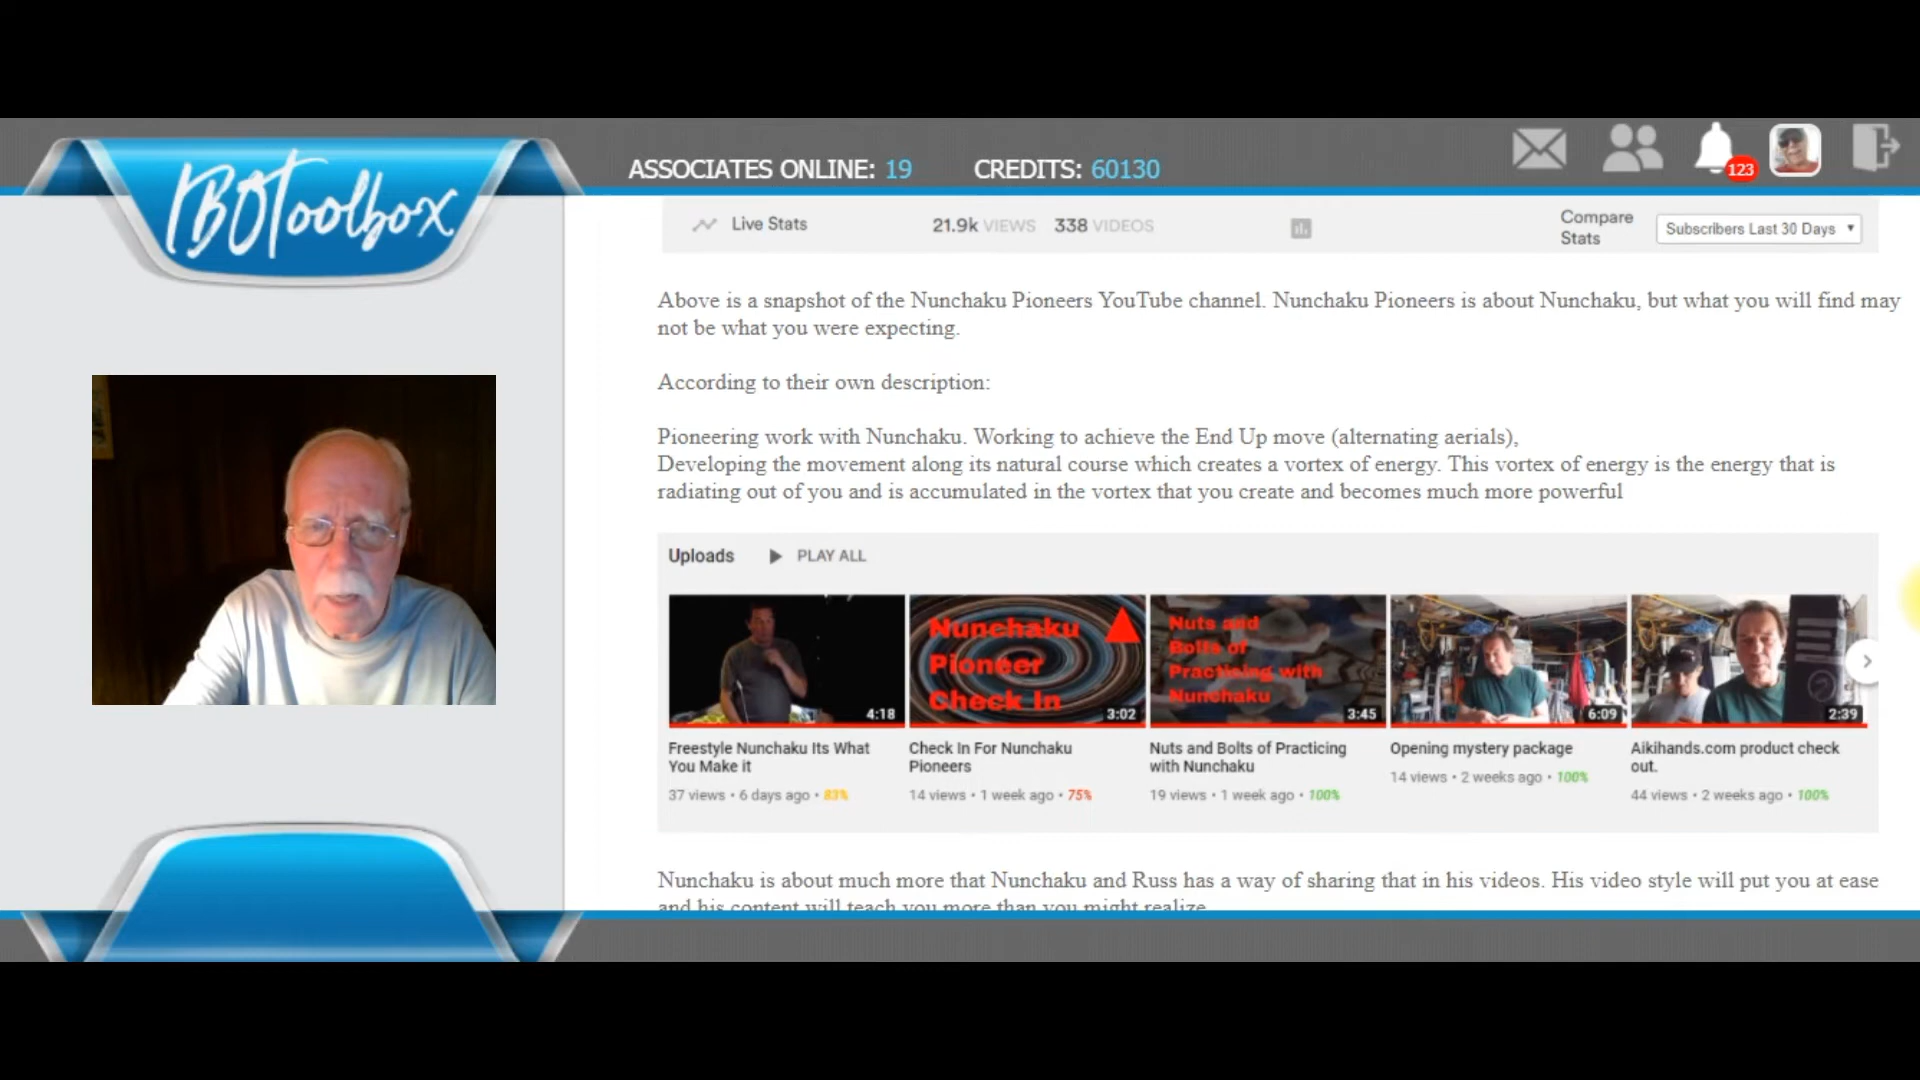 IBOToolbox
ASSOCIATES ONLINE: 19 CREDITS: 60130
123
Live Stats 21.9k VIEWS 338 VIDEOS Compare Stats Subscribers Last 30 Days
Above is a snapshot of the Nunchaku Pioneers YouTube channel. Nunchaku Pioneers is about Nunchaku, but what you will find may
not be what you were expecting.
According to their own description:
Pioneering work with Nunchaku. Working to achieve the End Up move (alternating aerials),
Developing the movement along its natural course which creates a vortex of energy. This vortex of energy is the energy that is
radiating out of you and is accumulated in the vortex that you create and becomes much more powerful
Uploads PLAY ALL
4:18
Nunchaku
Pioneer
Check In
3:02
Nuts and
Bolts of
Practicing with
Nunchaku
3:45
6:09
2:39
Freestyle Nunchaku Its What
You Make it
37 views • 6 days ago • 83%
Check In For Nunchaku
Pioneers
14 views • 1 week ago • 75%
Nuts and Bolts of Practicing
with Nunchaku
19 views • 1 week ago • 100%
Opening mystery package
14 views • 2 weeks ago • 100%
Aikihands.com product check
out.
44 views • 2 weeks ago • 100%
Nunchaku is about much more that Nunchaku and Russ has a way of sharing that in his videos. His video style will put you at ease
and his content will teach you more than you might realize.